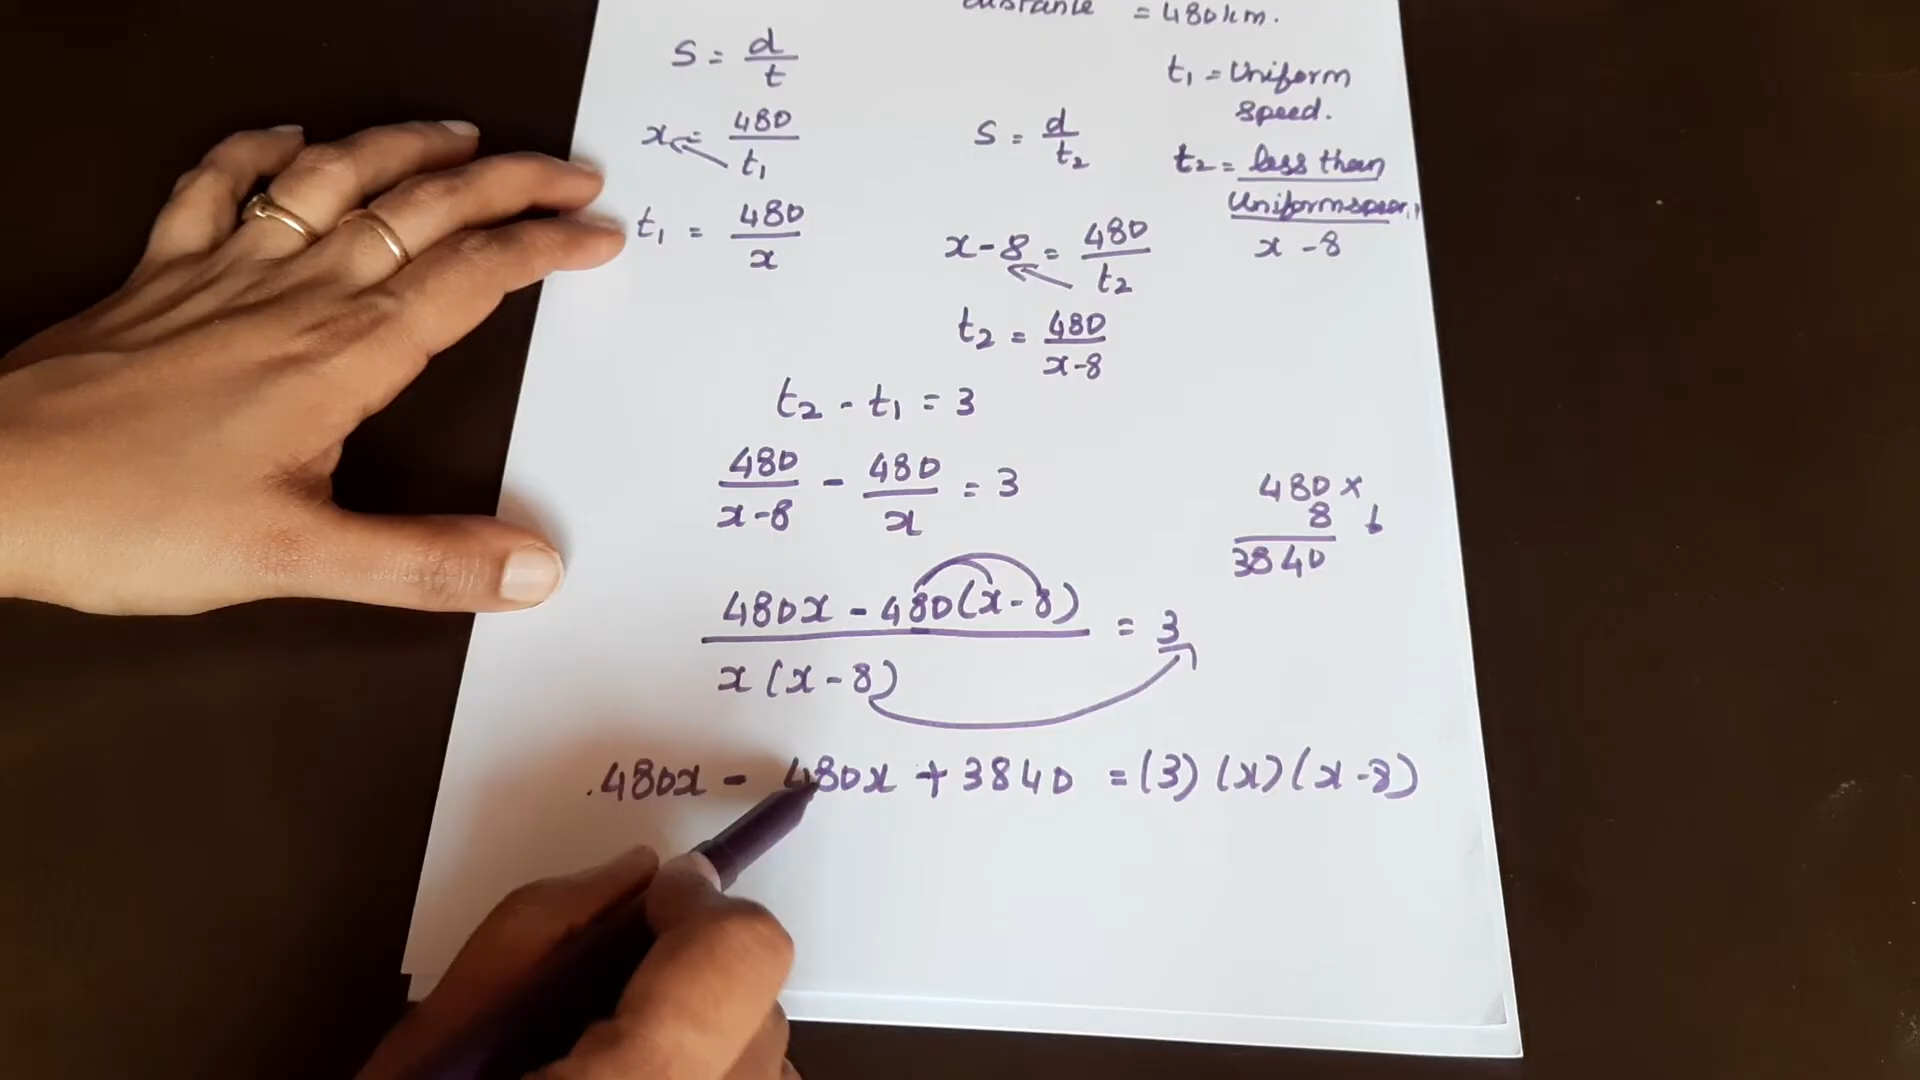 distance = 480km.
S = d/t
x = 480/t₁
t₁ = 480/x
t₁ = Uniform
speed.
t₂ = less than
Uniform
x - 8
S = d/t₂
x - 8 = 480/t₂
t₂ = 480/x-8
t₂ - t₁ = 3
480/x-8 - 480/x = 3
480 x
8
3840
480x - 480(x - 8) / x(x - 8) = 3
480x - 480x + 3840 = (3) (x) (x - 8)